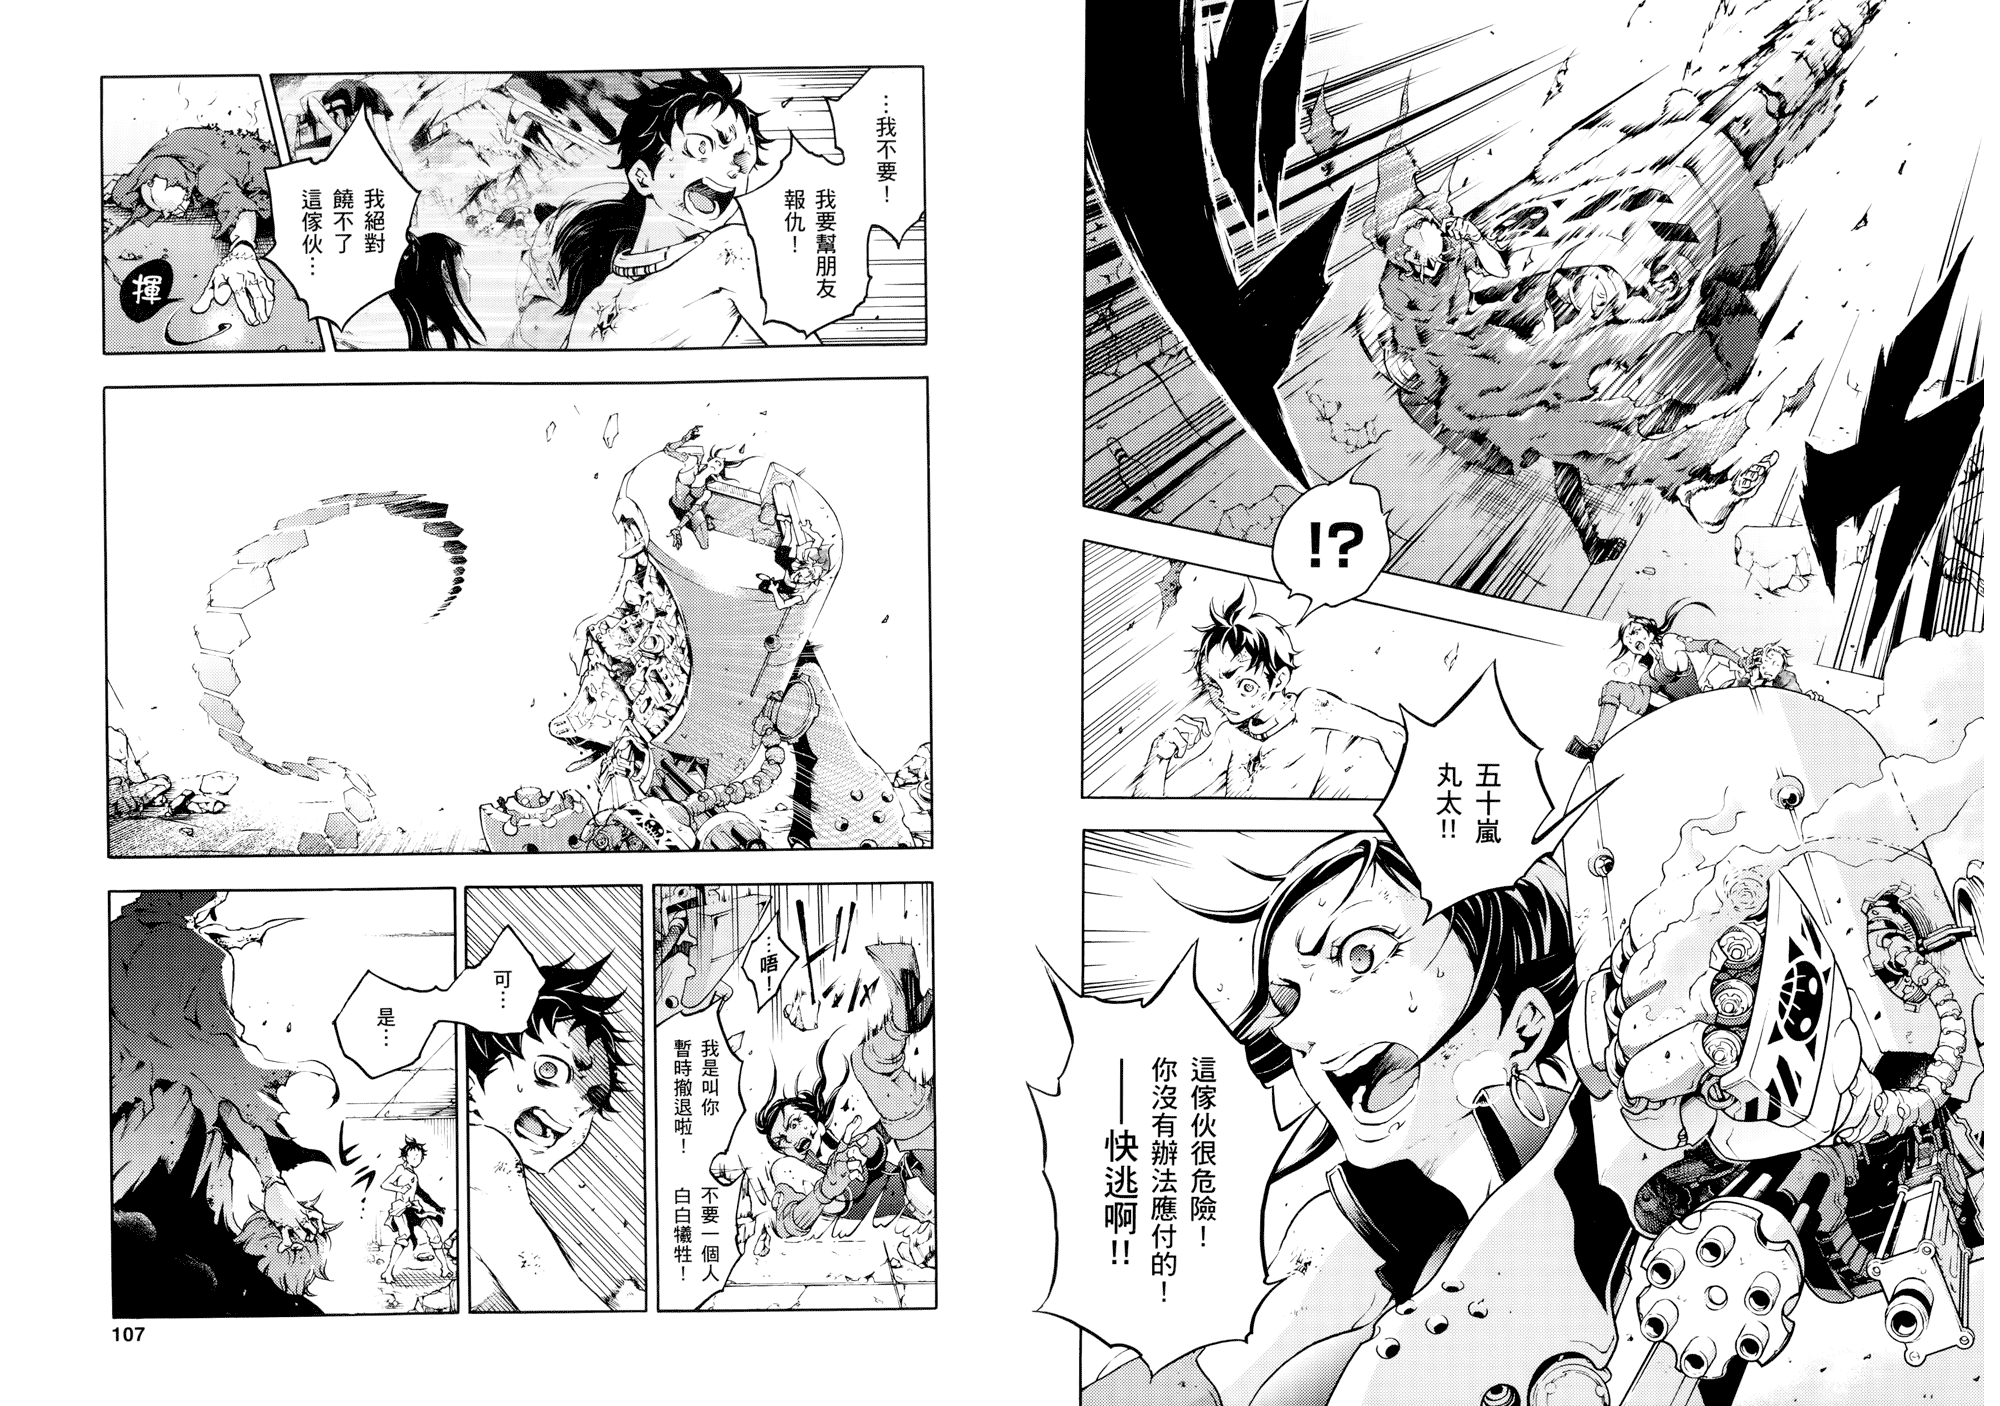 !?
五十嵐
丸太!!
這傢伙很危險！
你沒有辦法應付的！
——快逃啊!!
…我不要！
我要幫朋友
報仇！
我絕對
饒不了
這傢伙…
揮
…唔！
我是叫你
暫時撤退啦！
不要一個人
白白犧牲！
可…
是…
107